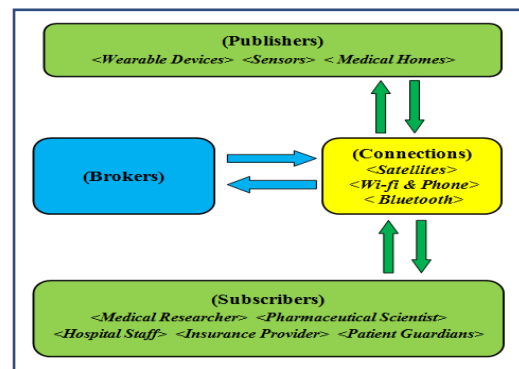 (Publishers)
<Wearable Devices> <Sensors> < Medical Homes>
(Brokers)
(Connections)
<Satellites>
<Wi-fi & Phone>
< Bluetooth>
(Subscribers)
<Medical Researcher> <Pharmaceutical Scientist>
<Hospital Staff> <Insurance Provider> <Patient Guardians>